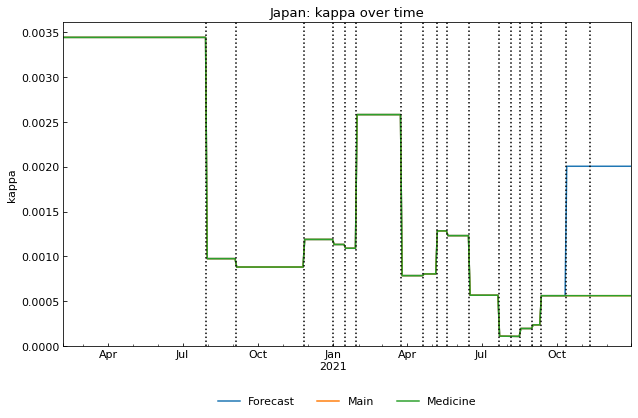 Japan: kappa over time
kappa
0.0035
0.0030
0.0025
0.0020
0.0015
0.0010
0.0005
0.0000
Apr Jul Oct Jan Apr Jul Oct
2021
Forecast Main Medicine